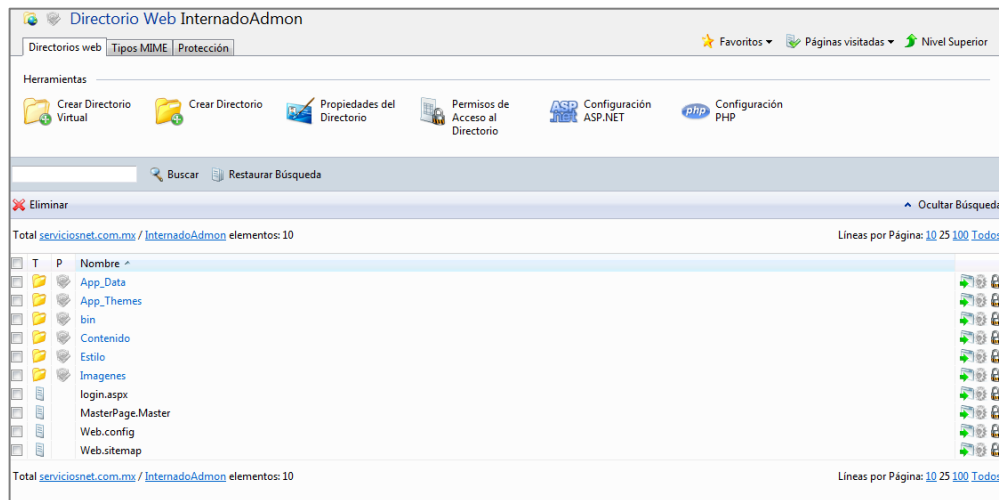 Directorio Web InternadoAdmon
Directorios web Tipos MIME Protección
Favoritos Páginas visitadas Nivel Superior
Herramientas
Crear Directorio Virtual
Crear Directorio
Propiedades del Directorio
Permisos de Acceso al Directorio
ASP.net Configuración ASP.NET
php Configuración PHP
Buscar Restaurar Búsqueda
Eliminar Ocultar Búsqueda
Total serviciosnet.com.mx / InternadoAdmon elementos: 10 Líneas por Página: 10 25 100 Todos
T P Nombre
App_Data
App_Themes
bin
Contenido
Estilo
Imagenes
login.aspx
MasterPage.Master
Web.config
Web.sitemap
Total serviciosnet.com.mx / InternadoAdmon elementos: 10 Líneas por Página: 10 25 100 Todos